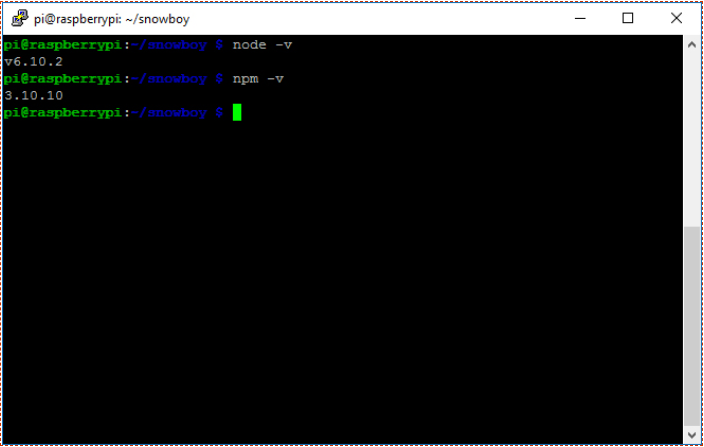 pi@raspberrypi: ~/snowboy
pi@raspberrypi:~/snowboy $ node -v
v6.10.2
pi@raspberrypi:~/snowboy $ npm -v
3.10.10
pi@raspberrypi:~/snowboy $